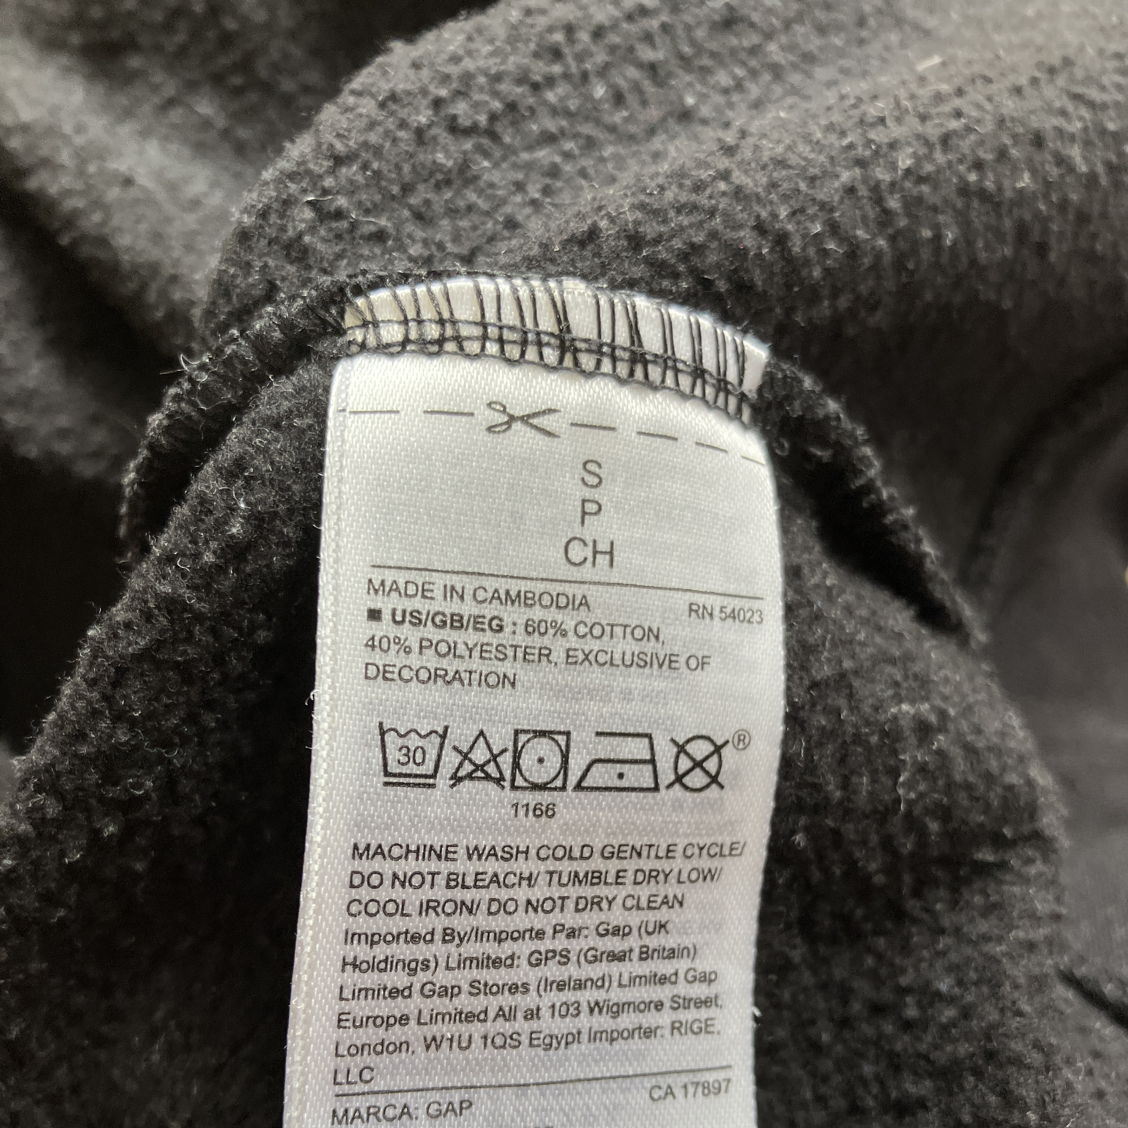 S
P
CH
MADE IN CAMBODIA RN 54023
■ US/GB/EG : 60% COTTON,
40% POLYESTER, EXCLUSIVE OF
DECORATION
30
®
1166
MACHINE WASH COLD GENTLE CYCLE/
DO NOT BLEACH/ TUMBLE DRY LOW/
COOL IRON/ DO NOT DRY CLEAN
Imported By/Importe Par: Gap (UK
Holdings) Limited: GPS (Great Britain)
Limited Gap Stores (Ireland) Limited Gap
Europe Limited All at 103 Wigmore Street,
London, W1U 1QS Egypt Importer: RIGE,
LLC
CA 17897
MARCA: GAP